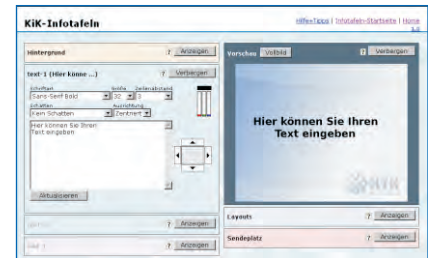 KiK-Infotafeln
Hilfe+Tipps | Infotafeln-Startseite | Home
Hintergrund ? Anzeigen
text-1 (Hier könne ...) ? Verbergen
Schriftart Größe Zeilenabstand
Sans-Serif Bold 32 3
Schatten Ausrichtung
Kein Schatten Zentriert
Hier können Sie Ihren
Text eingeben
Aktualisieren
? Anzeigen
? Anzeigen
Vorschau Vollbild ? Verbergen
Hier können Sie Ihren
Text eingeben
Layouts ? Anzeigen
Sendeplatz ? Anzeigen